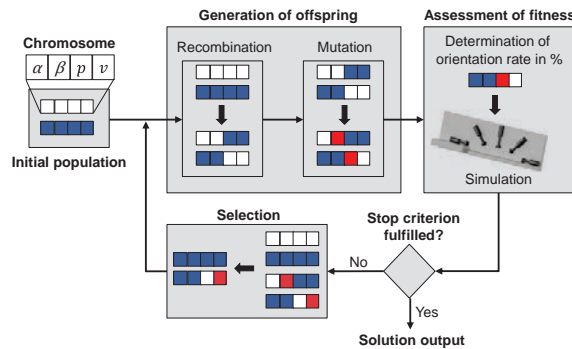 Generation of offspring
Assessment of fitness
Chromosome
α β p v
Initial population
Recombination
Mutation
Determination of
orientation rate in %
Simulation
Selection
Stop criterion
fulfilled?
No
Yes
Solution output